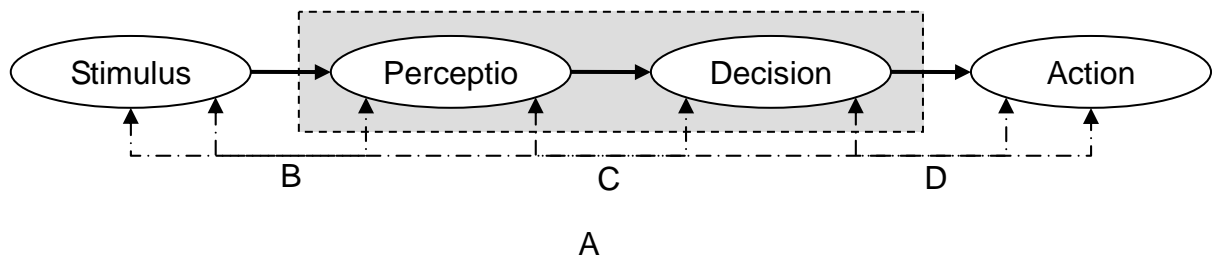 Stimulus Perceptio Decision Action
B C D
A